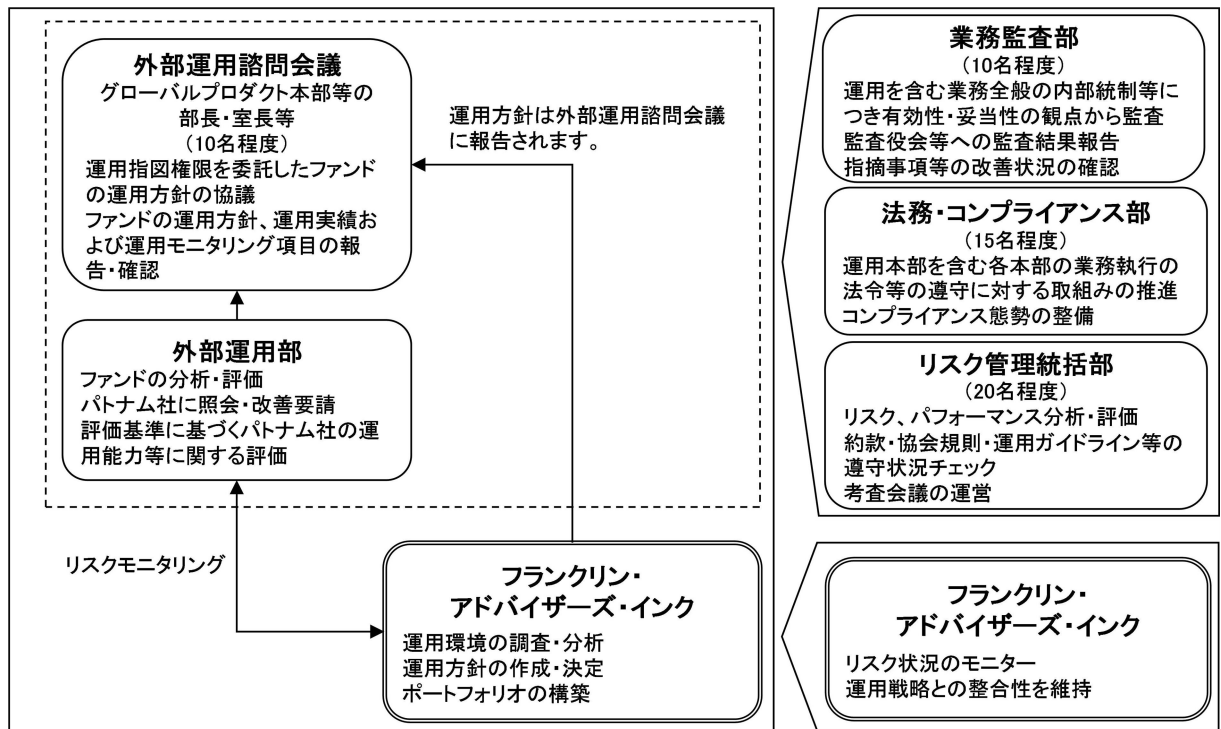 外部運用諮問会議
グローバルプロダクト本部等の
部長・室長等
(10名程度)
運用指図権限を委託したファンド
の運用方針の協議
ファンドの運用方針、運用実績お
よび運用モニタリング項目の報
告・確認
運用方針は外部運用諮問会議
に報告されます。
外部運用部
ファンドの分析・評価
パトナム社に照会・改善要請
評価基準に基づくパトナム社の運
用能力等に関する評価
リスクモニタリング
フランクリン・
アドバイザーズ・インク
運用環境の調査・分析
運用方針の作成・決定
ポートフォリオの構築
業務監査部
(10名程度)
運用を含む業務全般の内部統制等に
つき有効性・妥当性の観点から監査
監査役会等への監査結果報告
指摘事項等の改善状況の確認
法務・コンプライアンス部
(15名程度)
運用本部を含む各本部の業務執行の
法令等の遵守に対する取組みの推進
コンプライアンス態勢の整備
リスク管理統括部
(20名程度)
リスク、パフォーマンス分析・評価
約款・協会規則・運用ガイドライン等の
遵守状況チェック
考査会議の運営
フランクリン・
アドバイザーズ・インク
リスク状況のモニター
運用戦略との整合性を維持